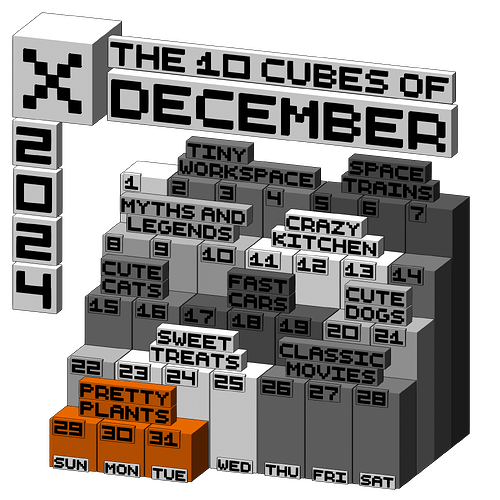 THE 10 CUBES OF
X
DECEMBER
2024
TINY
WORKSPACE
SPACE
TRAINS
1 2 3 4 5 6 7
MYTHS AND
LEGENDS
CRAZY
KITCHEN
8 9 10 11 12 13 14
CUTE
CATS
FAST
CARS
CUTE
DOGS
15 16 17 18 19 20 21
SWEET
TREATS
CLASSIC
MOVIES
22 23 24 25 26 27 28
PRETTY
PLANTS
29 30 31
SUN MON TUE WED THU FRI SAT